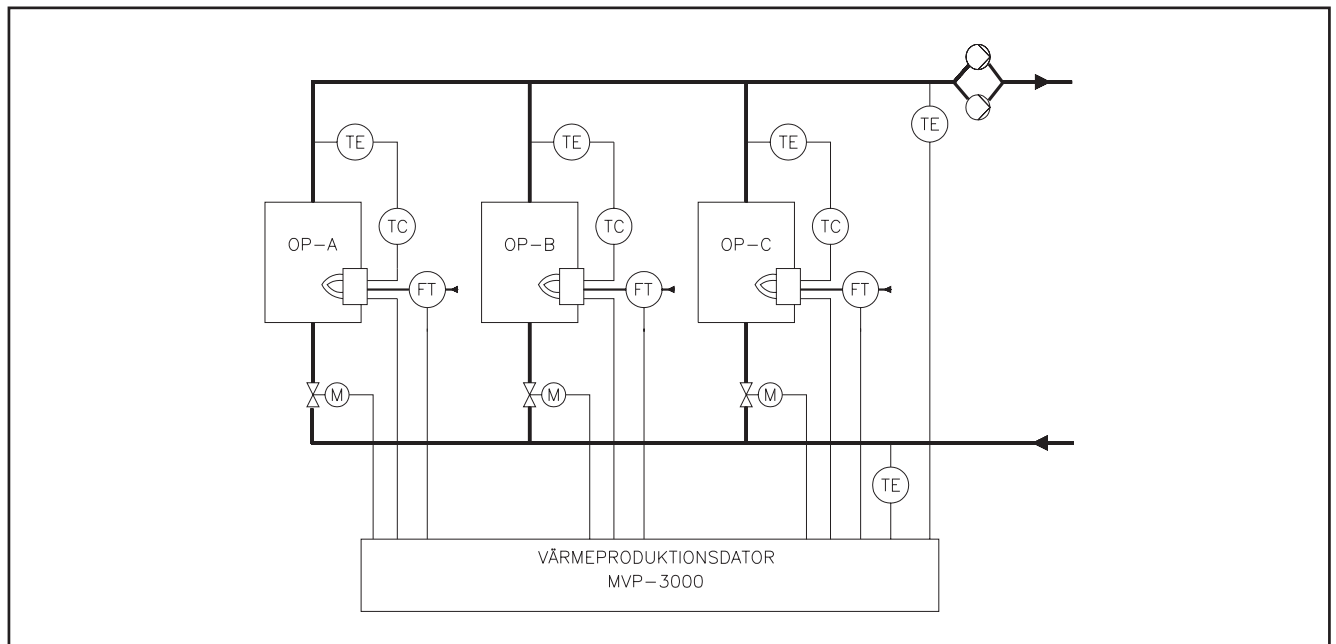 TE
TE
TE
TE
TC
TC
TC
OP-A
OP-B
OP-C
FT
FT
FT
M
M
M
TE
VÄRMEPRODUKTIONSDATOR
MVP-3000